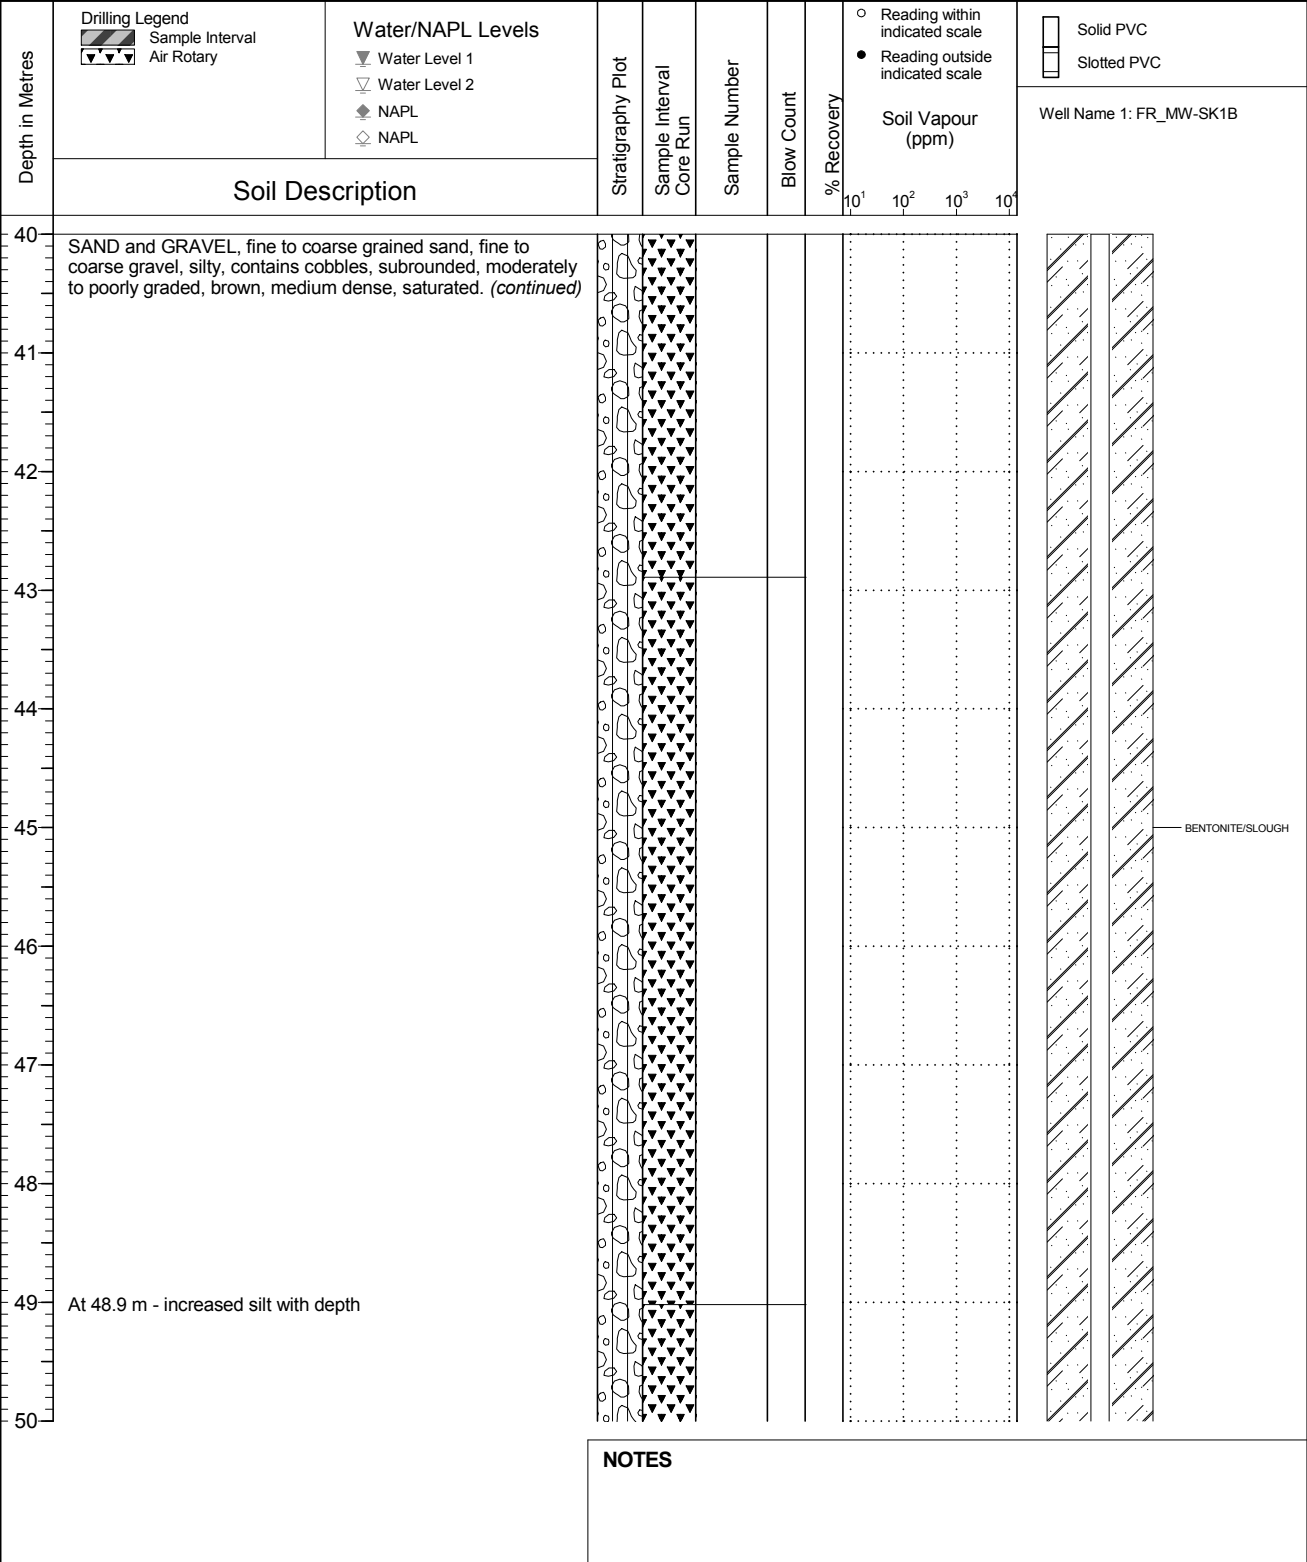 Depth in Metres
Drilling Legend
Sample Interval
Air Rotary
Water/NAPL Levels
Water Level 1
Water Level 2
NAPL
NAPL
Soil Description
Stratigraphy Plot
Sample Interval
Core Run
Sample Number
Blow Count
% Recovery
Reading within
indicated scale
Reading outside
indicated scale
Soil Vapour
(ppm)
10¹ 10² 10³ 10⁴
Solid PVC
Slotted PVC
Well Name 1: FR_MW-SK1B
40
SAND and GRAVEL, fine to coarse grained sand, fine to
coarse gravel, silty, contains cobbles, subrounded, moderately
to poorly graded, brown, medium dense, saturated. (continued)
41
42
43
44
45
BENTONITE/SLOUGH
46
47
48
49
At 48.9 m - increased silt with depth
50
NOTES